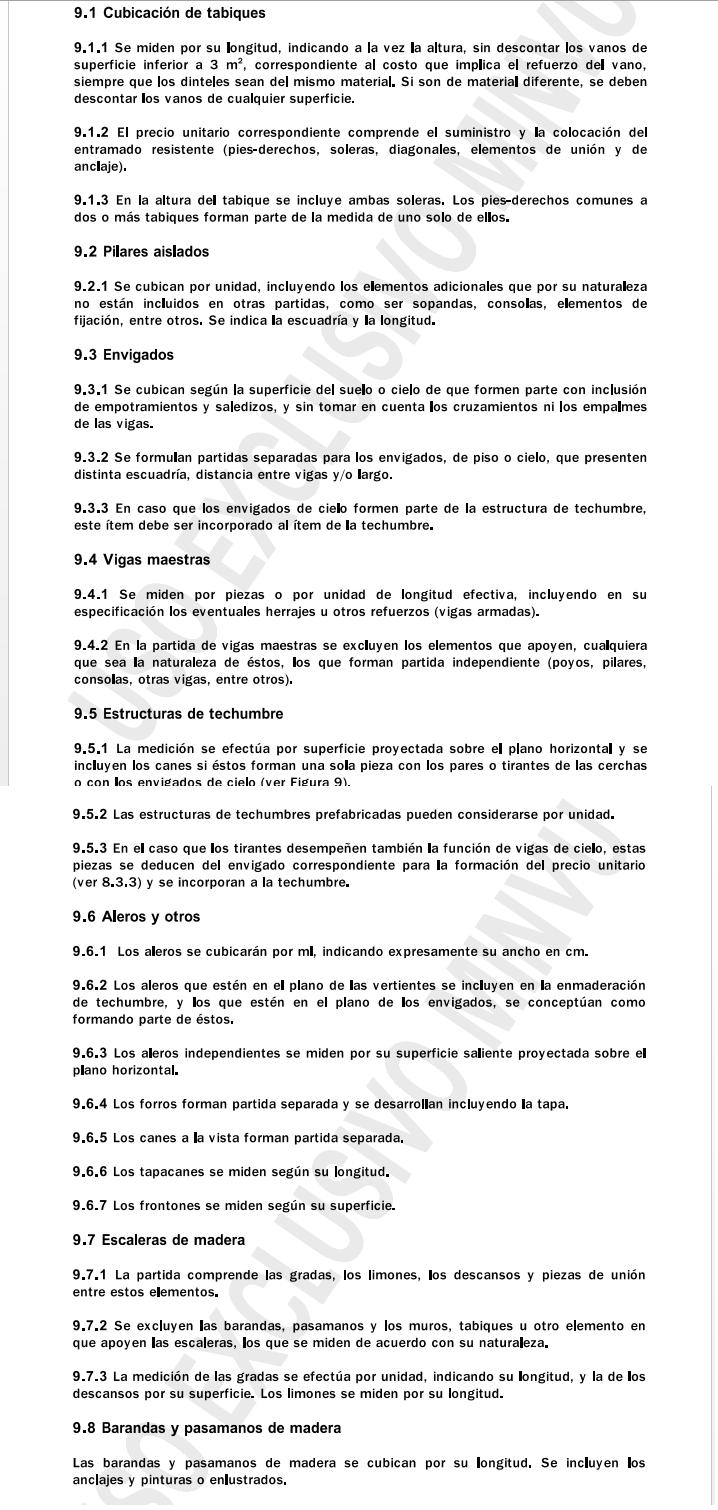 9.1 Cubicación de tabiques
9.1.1 Se miden por su longitud, indicando a la vez la altura, sin descontar los vanos de
superficie inferior a 3 m², correspondiente al costo que implica el refuerzo del vano,
siempre que los dinteles sean del mismo material. Si son de material diferente, se deben
descontar los vanos de cualquier superficie.
9.1.2 El precio unitario correspondiente comprende el suministro y la colocación del
entramado resistente (pies-derechos, soleras, diagonales, elementos de unión y de
anclaje).
9.1.3 En la altura del tabique se incluye ambas soleras. Los pies-derechos comunes a
dos o más tabiques forman parte de la medida de uno solo de ellos.
9.2 Pilares aislados
9.2.1 Se cubican por unidad, incluyendo los elementos adicionales que por su naturaleza
no están incluidos en otras partidas, como ser sopandas, consolas, elementos de
fijación, entre otros. Se indica la escuadría y la longitud.
9.3 Envigados
9.3.1 Se cubican según la superficie del suelo o cielo de que formen parte con inclusión
de empotramientos y saledizos, y sin tomar en cuenta los cruzamientos ni los empalmes
de las vigas.
9.3.2 Se formulan partidas separadas para los envigados, de piso o cielo, que presenten
distinta escuadría, distancia entre vigas y/o largo.
9.3.3 En caso que los envigados de cielo formen parte de la estructura de techumbre,
este ítem debe ser incorporado al ítem de la techumbre.
9.4 Vigas maestras
9.4.1 Se miden por piezas o por unidad de longitud efectiva, incluyendo en su
especificación los eventuales herrajes u otros refuerzos (vigas armadas).
9.4.2 En la partida de vigas maestras se excluyen los elementos que apoyen, cualquiera
que sea la naturaleza de éstos, los que forman partida independiente (poyos, pilares,
consolas, otras vigas, entre otros).
9.5 Estructuras de techumbre
9.5.1 La medición se efectúa por superficie proyectada sobre el plano horizontal y se
incluyen los canes si éstos forman una sola pieza con los pares o tirantes de las cerchas
o con los envigados de cielo (ver Figura 9).
9.5.2 Las estructuras de techumbres prefabricadas pueden considerarse por unidad.
9.5.3 En el caso que los tirantes desempeñen también la función de vigas de cielo, estas
piezas se deducen del envigado correspondiente para la formación del precio unitario
(ver 8.3.3) y se incorporan a la techumbre.
9.6 Aleros y otros
9.6.1 Los aleros se cubicarán por ml, indicando expresamente su ancho en cm.
9.6.2 Los aleros que estén en el plano de las vertientes se incluyen en la enmaderación
de techumbre, y los que estén en el plano de los envigados, se conceptúan como
formando parte de éstos.
9.6.3 Los aleros independientes se miden por su superficie saliente proyectada sobre el
plano horizontal.
9.6.4 Los forros forman partida separada y se desarrollan incluyendo la tapa.
9.6.5 Los canes a la vista forman partida separada.
9.6.6 Los tapacanes se miden según su longitud.
9.6.7 Los frontones se miden según su superficie.
9.7 Escaleras de madera
9.7.1 La partida comprende las gradas, los limones, los descansos y piezas de unión
entre estos elementos.
9.7.2 Se excluyen las barandas, pasamanos y los muros, tabiques u otro elemento en
que apoyen las escaleras, los que se miden de acuerdo con su naturaleza.
9.7.3 La medición de las gradas se efectúa por unidad, indicando su longitud, y la de los
descansos por su superficie. Los limones se miden por su longitud.
9.8 Barandas y pasamanos de madera
Las barandas y pasamanos de madera se cubican por su longitud. Se incluyen los
anclajes y pinturas o enlustrados.
USO EXCLUSIVO MINVU
USO EXCLUSIVO MINVU